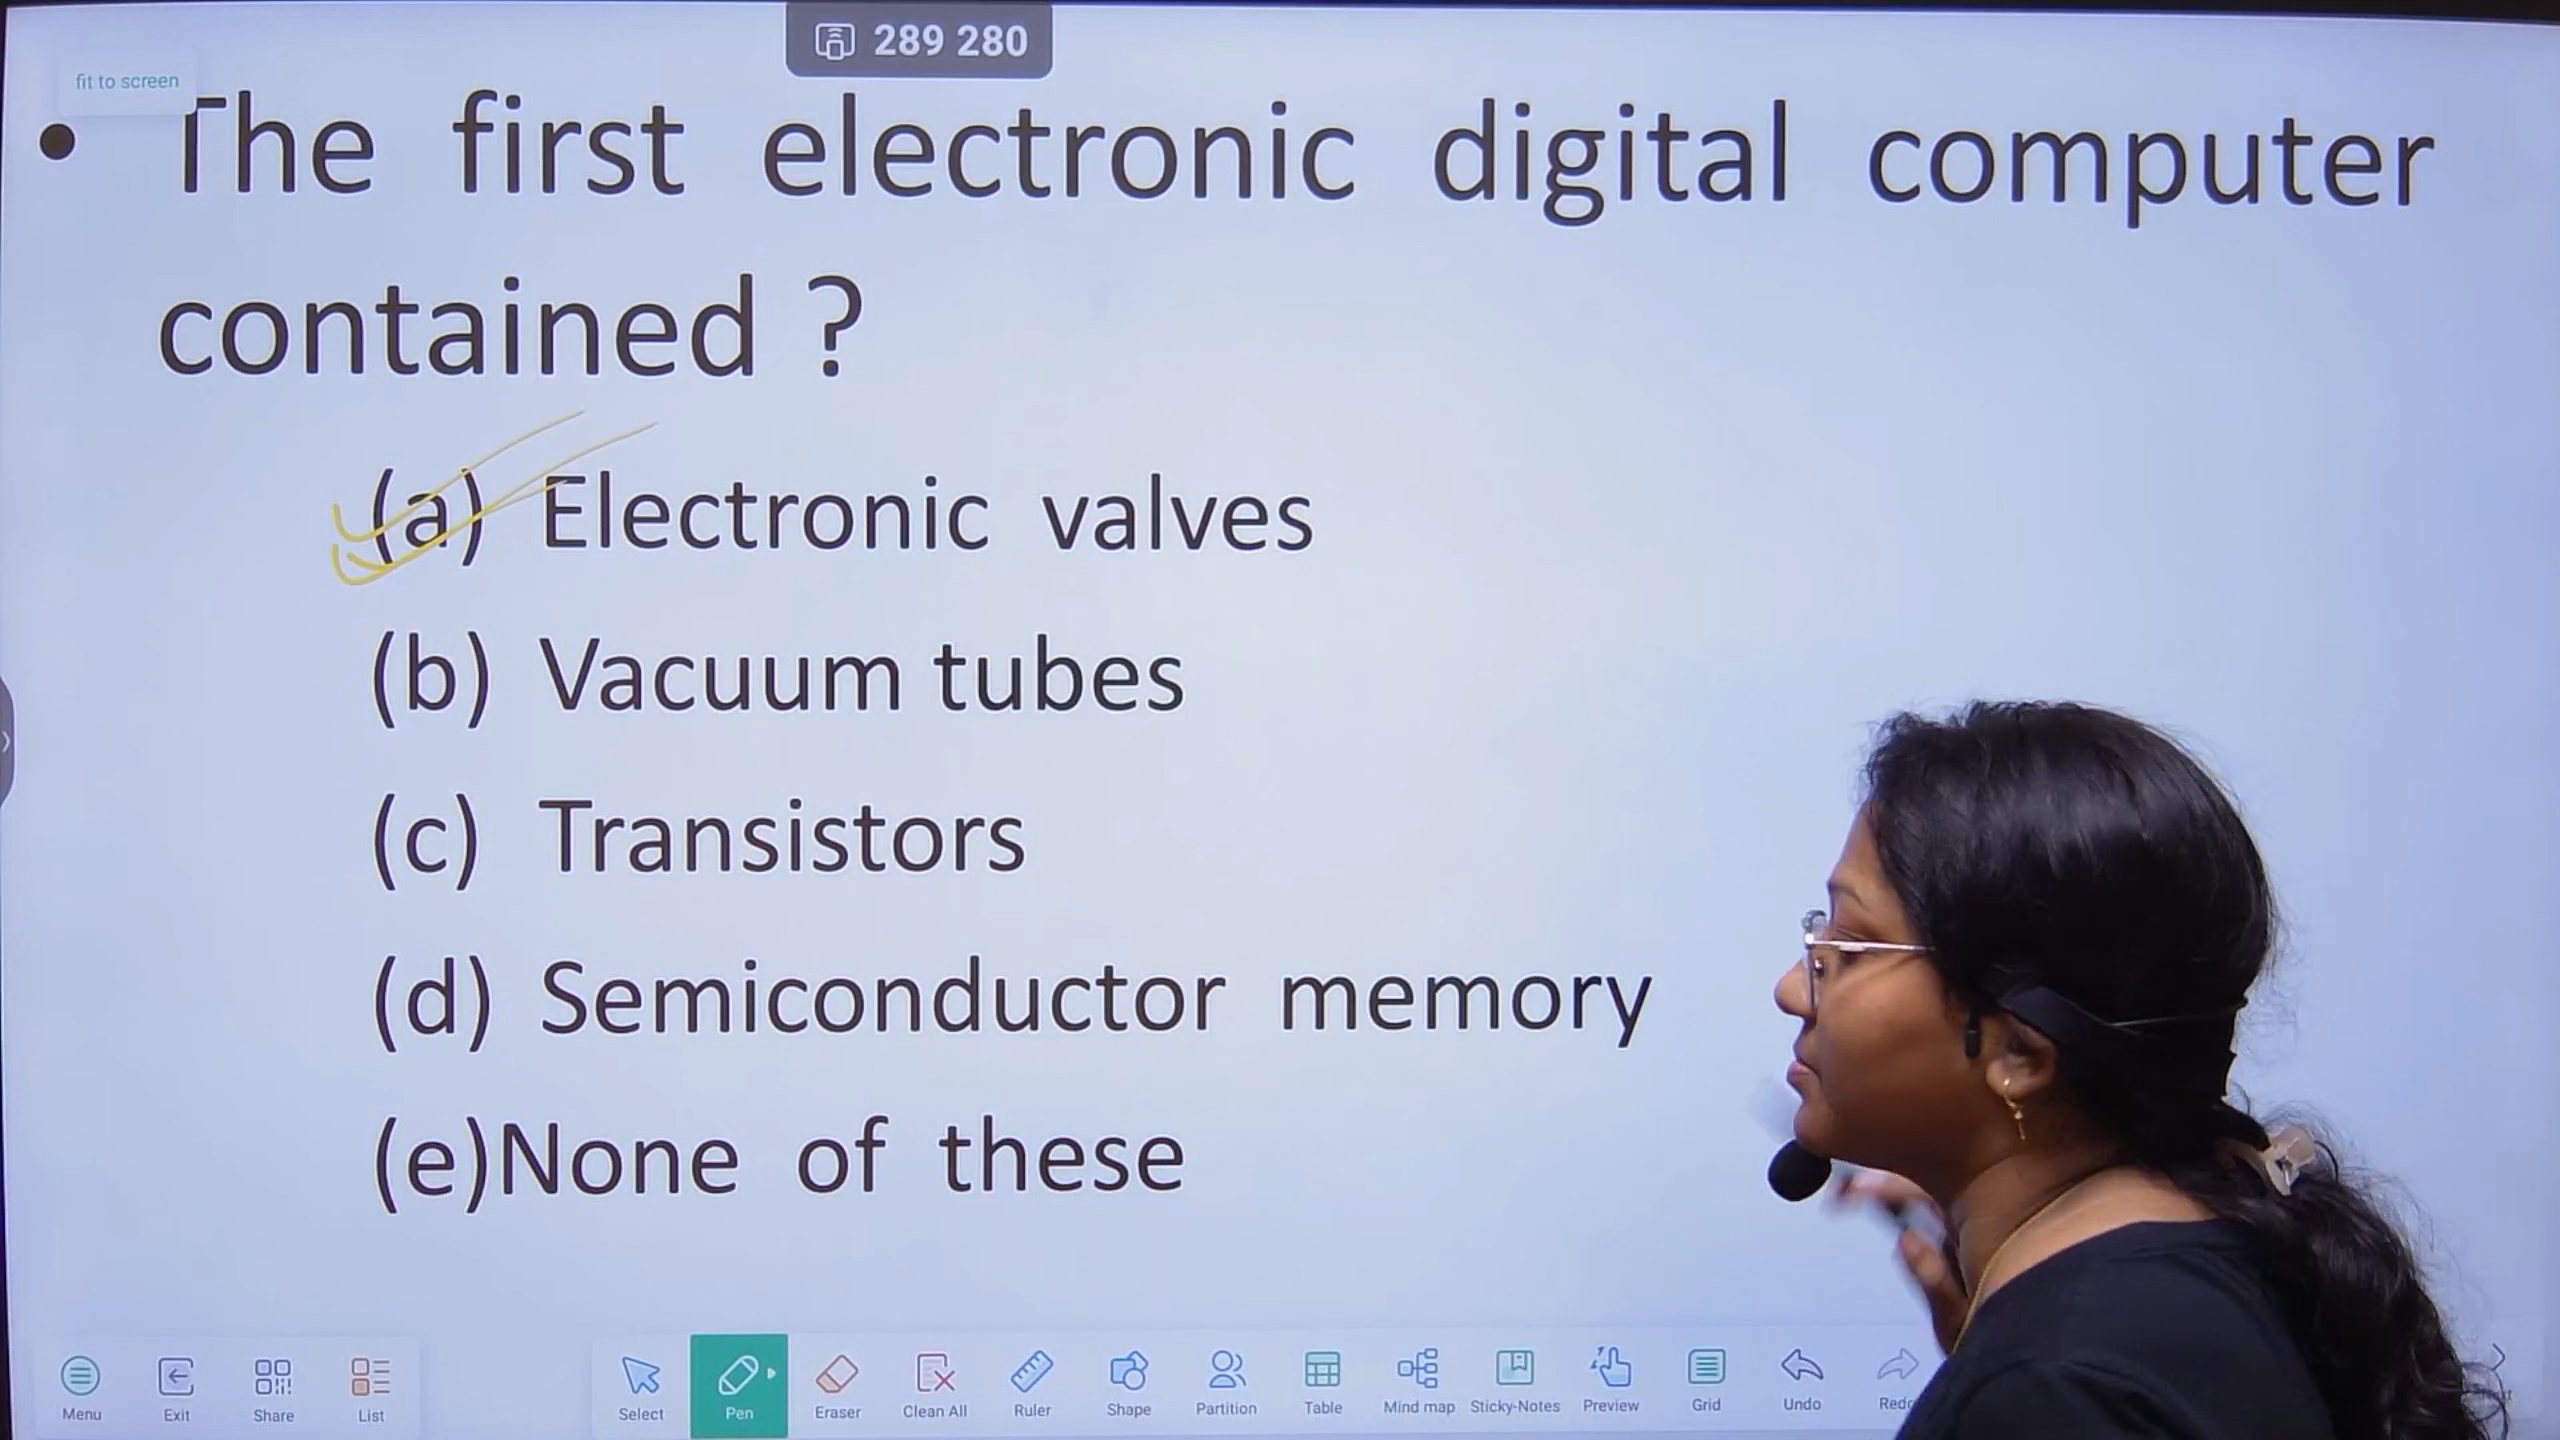 289 280
fit to screen
• The first electronic digital computer
contained ?
(a) Electronic valves
(b) Vacuum tubes
(c) Transistors
(d) Semiconductor memory
(e)None of these
Menu Exit Share List Select Pen Eraser Clean All Ruler Shape Partition Table Mind map Sticky-Notes Preview Grid Undo